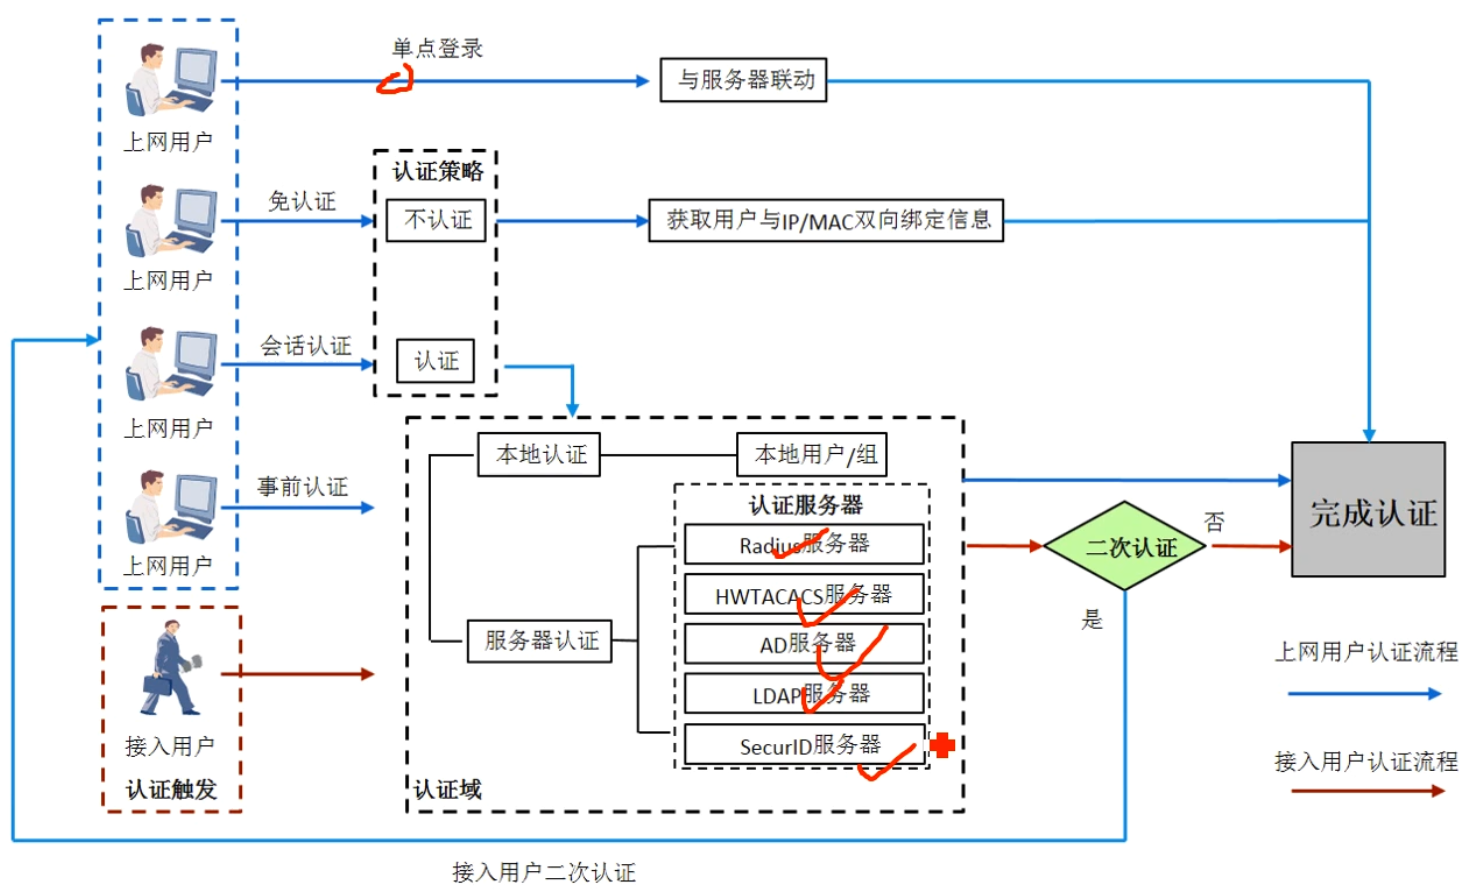 单点登录
与服务器联动
上网用户
认证策略
免认证
不认证
获取用户与IP/MAC双向绑定信息
上网用户
会话认证
认证
上网用户
本地认证
本地用户/组
事前认证
认证服务器
完成认证
Radius服务器
二次认证
否
上网用户
HWTACACS服务器
是
服务器认证
AD服务器
上网用户认证流程
LDAP服务器
接入用户
SecurID服务器
接入用户认证流程
认证触发
认证域
接入用户二次认证